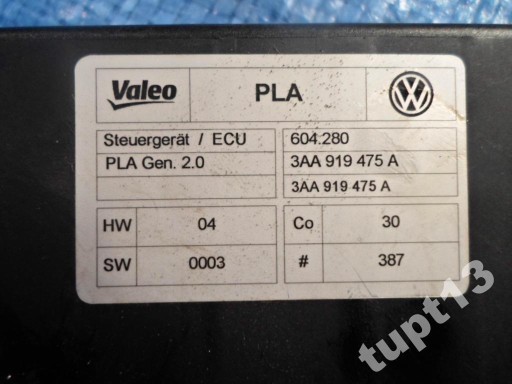 Valeo PLA VW
Steuergerät / ECU 604.280
PLA Gen. 2.0 3AA 919 475 A
3AA 919 475 A
HW 04 Co 30
SW 0003 # 387
tupt13